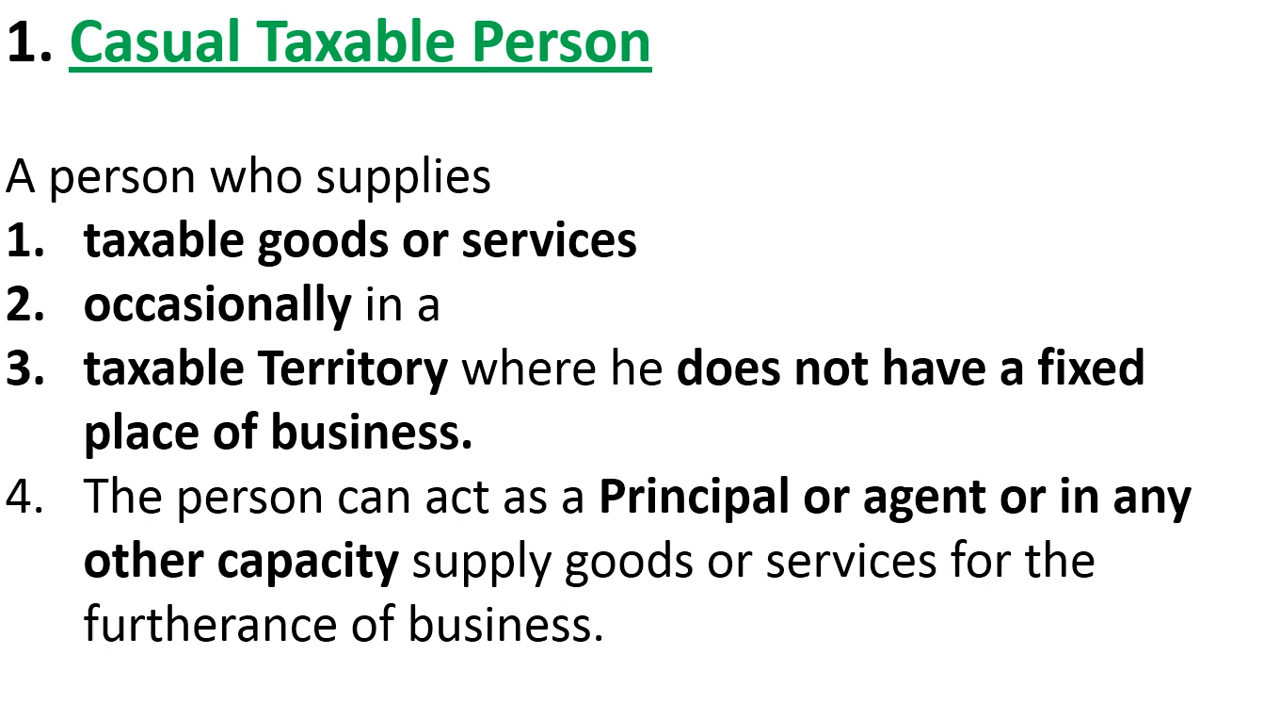 1. Casual Taxable Person
A person who supplies
1. taxable goods or services
2. occasionally in a
3. taxable Territory where he does not have a fixed
place of business.
4. The person can act as a Principal or agent or in any
other capacity supply goods or services for the
furtherance of business.